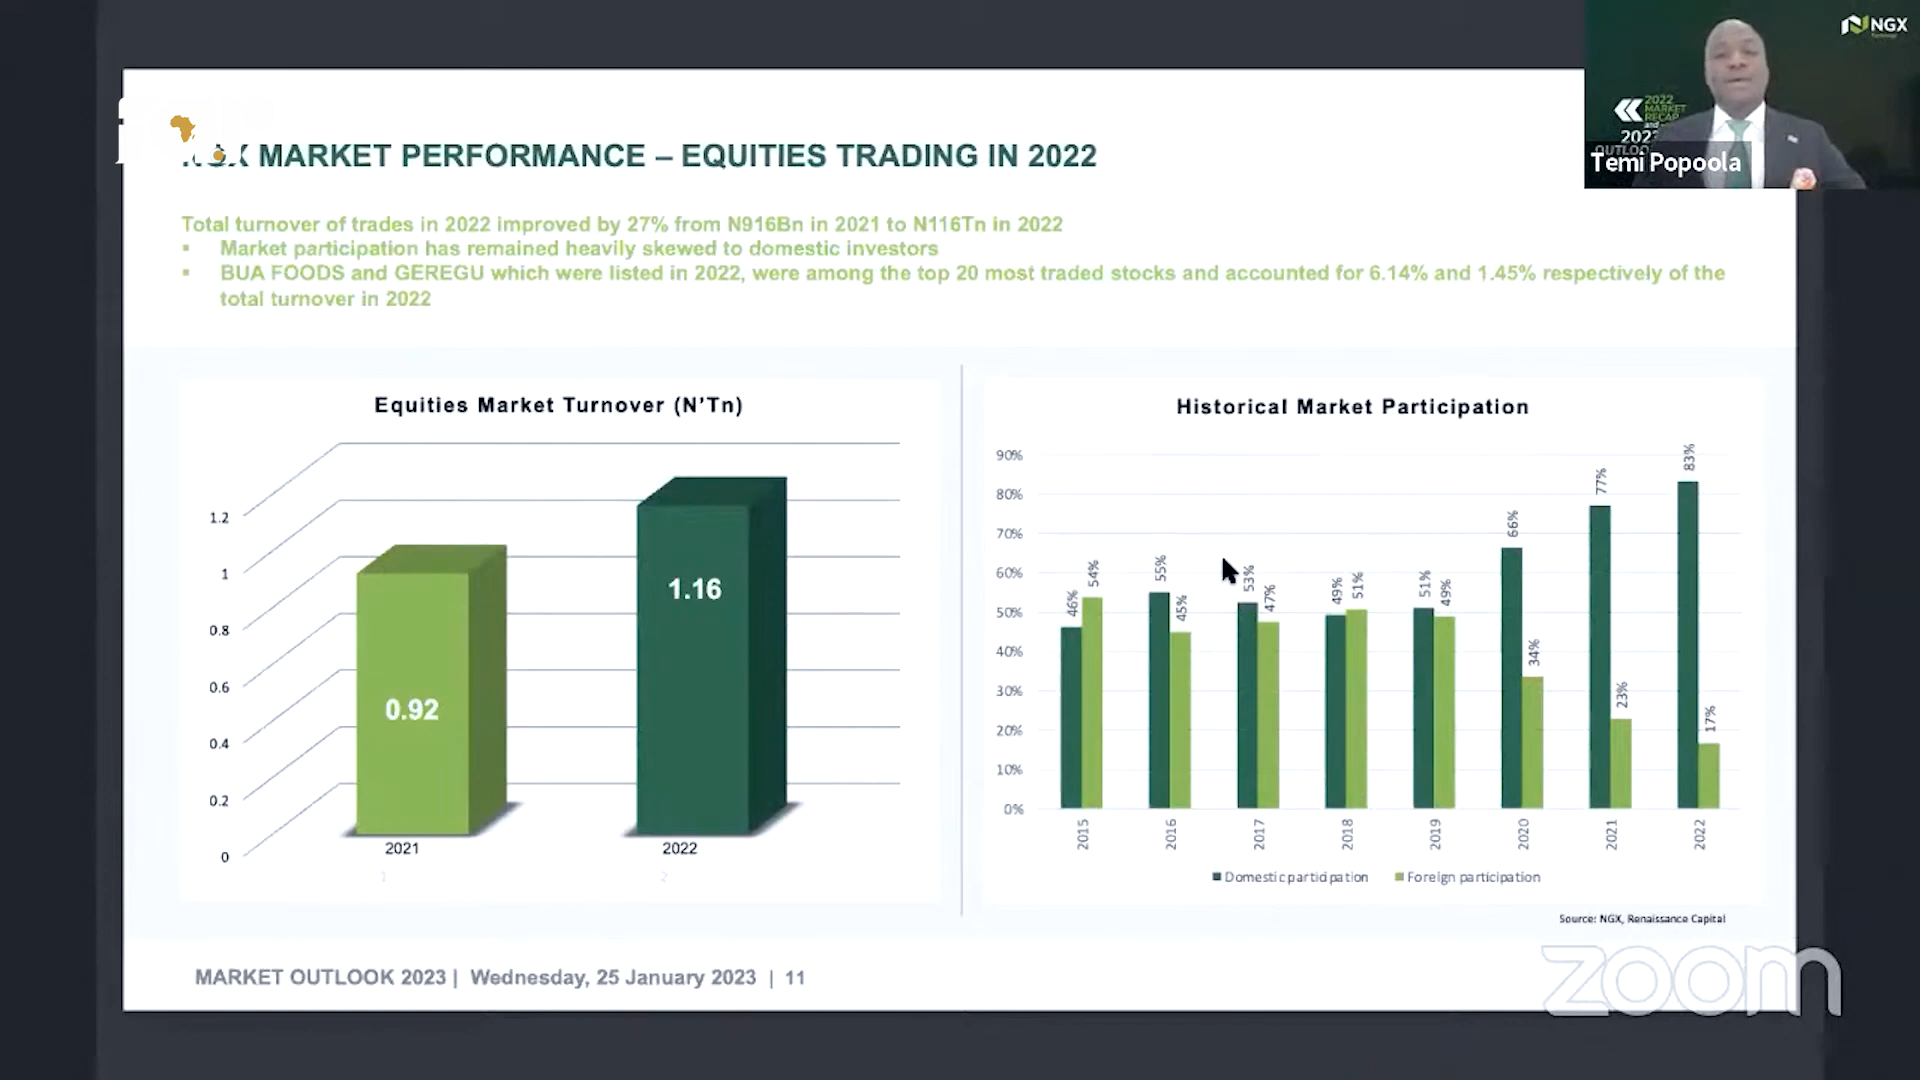 NGX
2022
MARKET
RECAP
and
2023
OUTLOO
Temi Popoola
NGX MARKET PERFORMANCE – EQUITIES TRADING IN 2022
Total turnover of trades in 2022 improved by 27% from N916Bn in 2021 to N116Tn in 2022
▪ Market participation has remained heavily skewed to domestic investors
▪ BUA FOODS and GEREGU which were listed in 2022, were among the top 20 most traded stocks and accounted for 6.14% and 1.45% respectively of the
total turnover in 2022
Equities Market Turnover (N'Tn)
1.2
1
0.8
0.6
0.4
0.2
0
0.92
1.16
2021
2022
1
2
Historical Market Participation
90%
80%
70%
60%
50%
40%
30%
20%
10%
0%
46%
54%
55%
45%
53%
47%
49%
51%
51%
49%
66%
34%
77%
23%
83%
17%
2015
2016
2017
2018
2019
2020
2021
2022
Domestic participation
Foreign participation
Source: NGX, Renaissance Capital
MARKET OUTLOOK 2023 | Wednesday, 25 January 2023 | 11
zoom